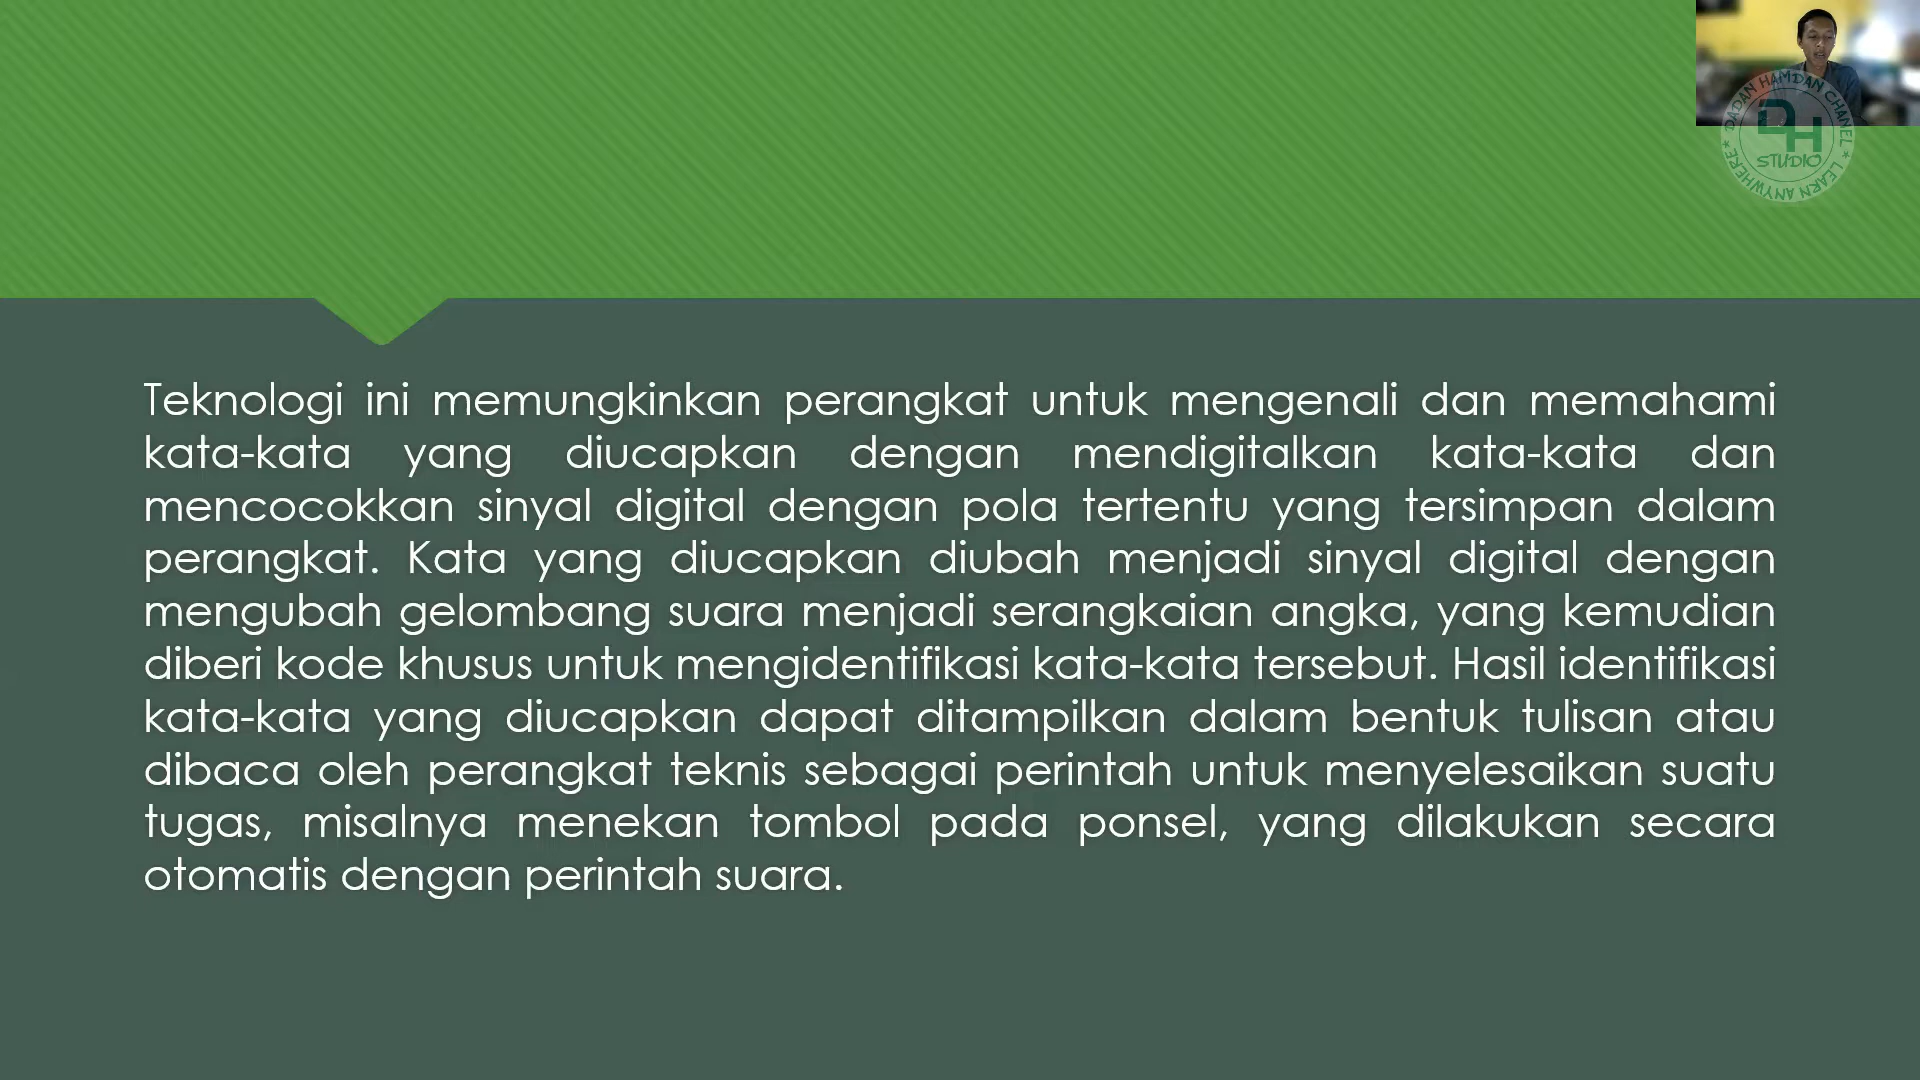 DADAN HAMDAN CHANEL
DH
STUDIO
* LEARN ANYWHERE *
Teknologi ini memungkinkan perangkat untuk mengenali dan memahami
kata-kata yang diucapkan dengan mendigitalkan kata-kata dan
mencocokkan sinyal digital dengan pola tertentu yang tersimpan dalam
perangkat. Kata yang diucapkan diubah menjadi sinyal digital dengan
mengubah gelombang suara menjadi serangkaian angka, yang kemudian
diberi kode khusus untuk mengidentifikasi kata-kata tersebut. Hasil identifikasi
kata-kata yang diucapkan dapat ditampilkan dalam bentuk tulisan atau
dibaca oleh perangkat teknis sebagai perintah untuk menyelesaikan suatu
tugas, misalnya menekan tombol pada ponsel, yang dilakukan secara
otomatis dengan perintah suara.